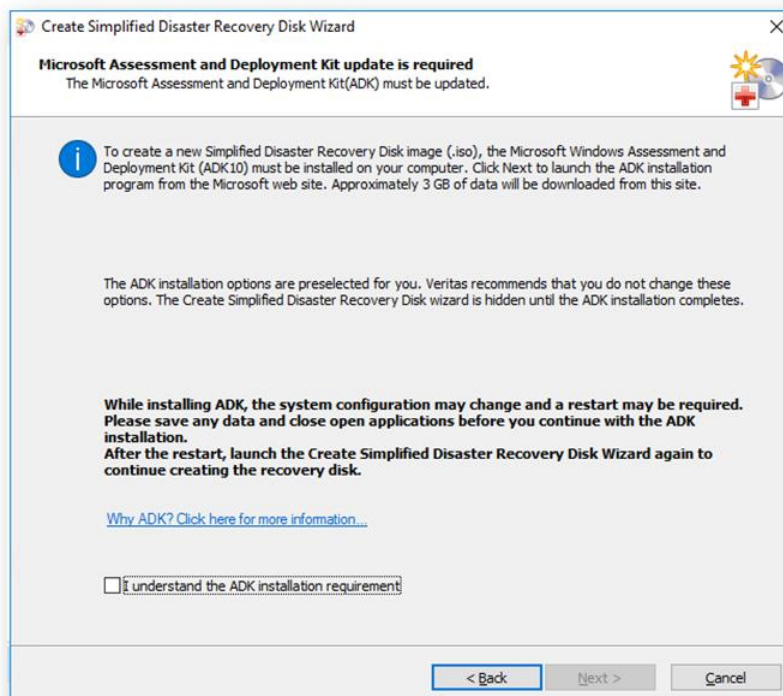 Create Simplified Disaster Recovery Disk Wizard
Microsoft Assessment and Deployment Kit update is required
The Microsoft Assessment and Deployment Kit(ADK) must be updated.
To create a new Simplified Disaster Recovery Disk image (.iso), the Microsoft Windows Assessment and
Deployment Kit (ADK10) must be installed on your computer. Click Next to launch the ADK installation
program from the Microsoft web site. Approximately 3 GB of data will be downloaded from this site.
The ADK installation options are preselected for you. Veritas recommends that you do not change these
options. The Create Simplified Disaster Recovery Disk wizard is hidden until the ADK installation completes.
While installing ADK, the system configuration may change and a restart may be required.
Please save any data and close open applications before you continue with the ADK
installation.
After the restart, launch the Create Simplified Disaster Recovery Disk Wizard again to
continue creating the recovery disk.
Why ADK? Click here for more information...
I understand the ADK installation requirement
< Back Next > Cancel